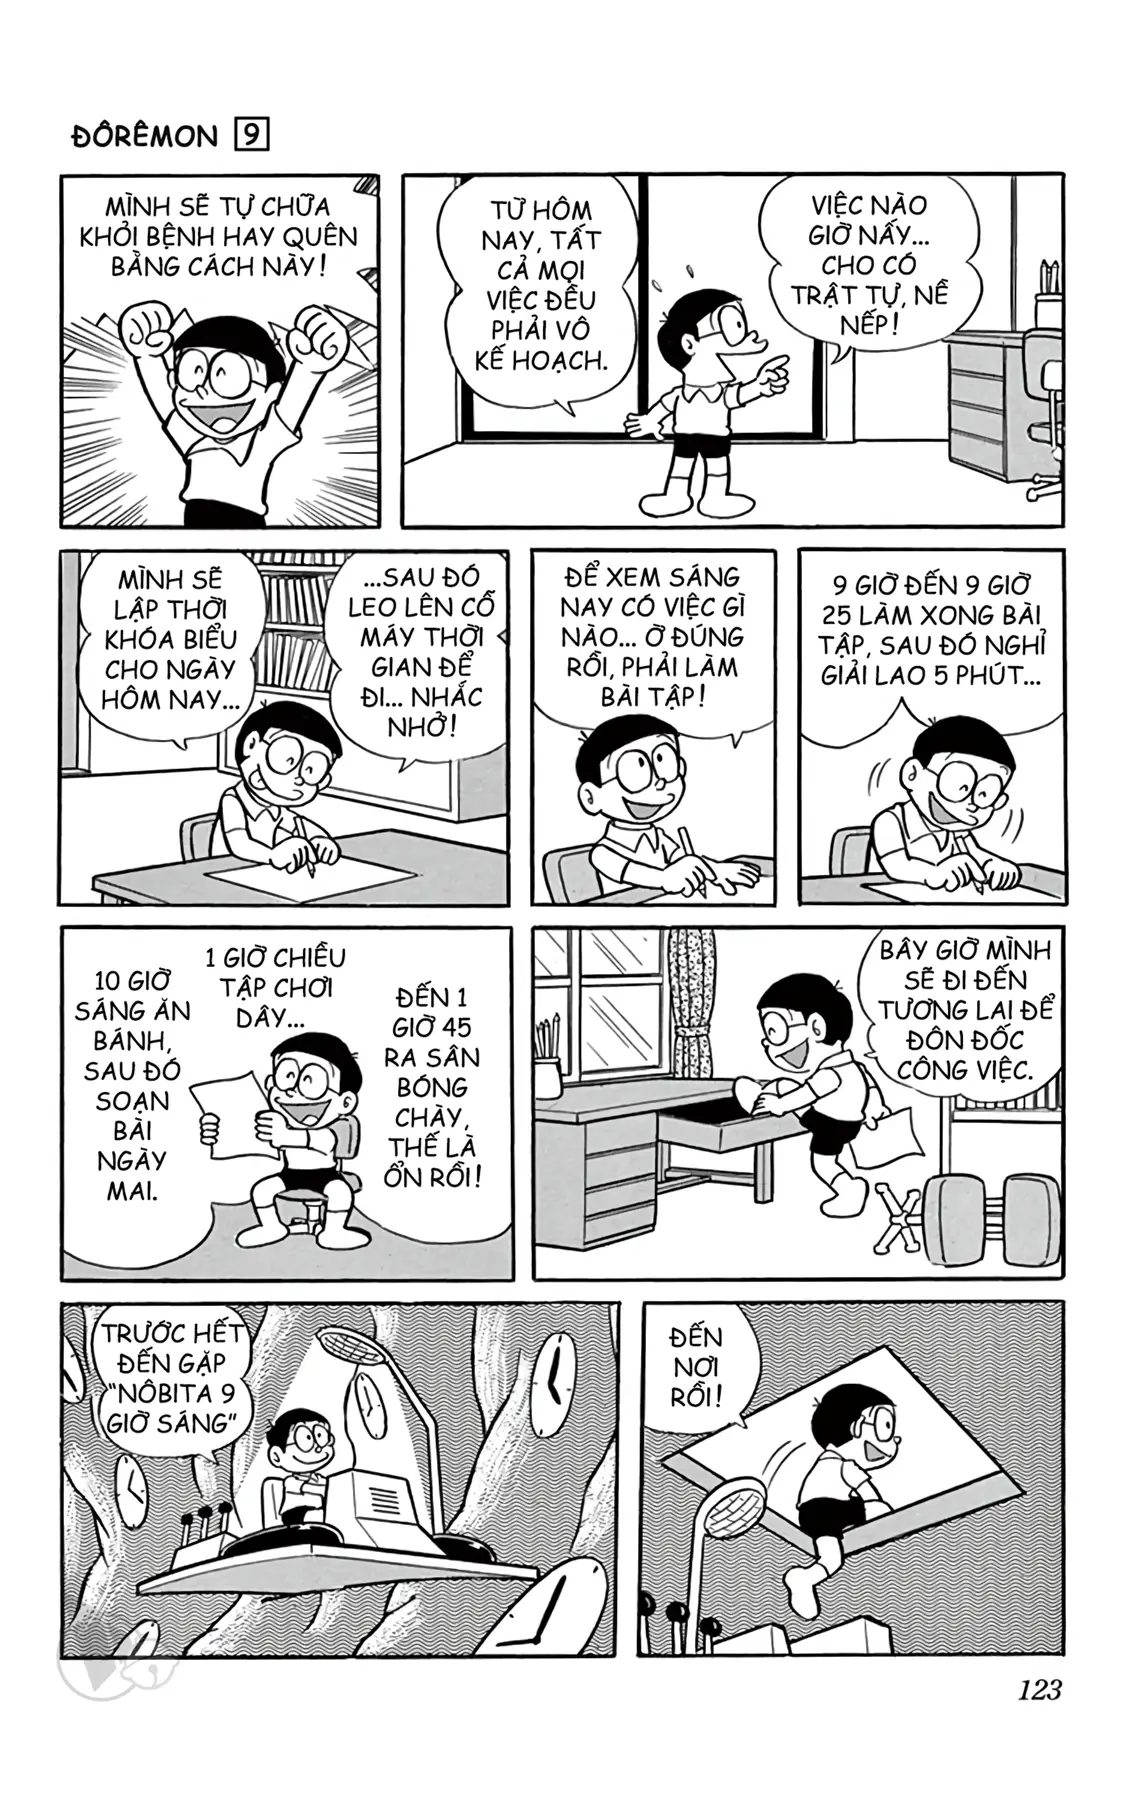 ĐÔRÊMON 9
MÌNH SẼ TỰ CHỮA
KHỎI BỆNH HAY QUÊN
BẰNG CÁCH NÀY!
TỪ HÔM
NAY, TẤT
CẢ MỌI
VIỆC ĐỀU
PHẢI VÔ
KẾ HOẠCH.
VIỆC NÀO
GIỜ NẤY...
CHO CÓ
TRẬT TỰ, NỀ
NẾP!
MÌNH SẼ
LẬP THỜI
KHÓA BIỂU
CHO NGÀY
HÔM NAY...
...SAU ĐÓ
LEO LÊN CỖ
MÁY THỜI
GIAN ĐỂ
ĐI... NHẮC
NHỞ!
ĐỂ XEM SÁNG
NAY CÓ VIỆC GÌ
NÀO... Ờ ĐÚNG
RỒI, PHẢI LÀM
BÀI TẬP!
9 GIỜ ĐẾN 9 GIỜ
25 LÀM XONG BÀI
TẬP, SAU ĐÓ NGHỈ
GIẢI LAO 5 PHÚT...
10 GIỜ
SÁNG ĂN
BÁNH,
SAU ĐÓ
SOẠN
BÀI
NGÀY
MAI.
1 GIỜ CHIỀU
TẬP CHƠI
DÂY...
ĐẾN 1
GIỜ 45
RA SÂN
BÓNG
CHÀY,
THẾ LÀ
ỔN RỒI!
BÂY GIỜ MÌNH
SẼ ĐI ĐẾN
TƯƠNG LAI ĐỂ
ĐÔN ĐỐC
CÔNG VIỆC.
TRƯỚC HẾT
ĐẾN GẶP
"NÔBITA 9
GIỜ SÁNG"
ĐẾN
NƠI
RỒI!
123